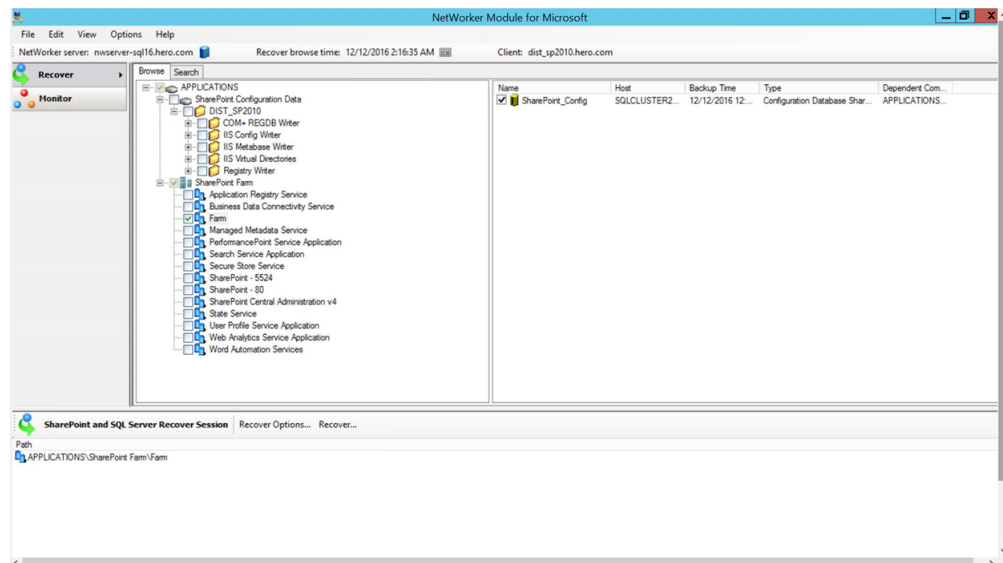 NetWorker Module for Microsoft
File Edit View Options Help
NetWorker server: nwserver-sql16.hero.com Recover browse time: 12/12/2016 2:16:35 AM Client: dist_sp2010.hero.com
Recover
Monitor
Browse Search
APPLICATIONS
SharePoint Configuration Data
DIST_SP2010
COM+ REGDB Writer
IIS Config Writer
IIS Metabase Writer
IIS Virtual Directories
Registry Writer
SharePoint Farm
Application Registry Service
Business Data Connectivity Service
Farm
Managed Metadata Service
PerformancePoint Service Application
Search Service Application
Secure Store Service
SharePoint - 5524
SharePoint - 80
SharePoint Central Administration v4
State Service
User Profile Service Application
Web Analytics Service Application
Word Automation Services
Name Host Backup Time Type Dependent Com...
SharePoint_Config SQLCLUSTER2... 12/12/2016 12:... Configuration Database Shar... APPLICATIONS...
SharePoint and SQL Server Recover Session Recover Options... Recover...
Path
APPLICATIONS\SharePoint Farm\Farm